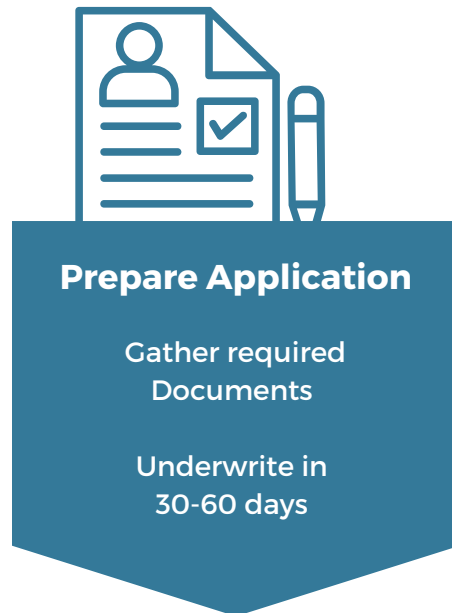 Prepare Application
Gather required
Documents
Underwrite in
30-60 days